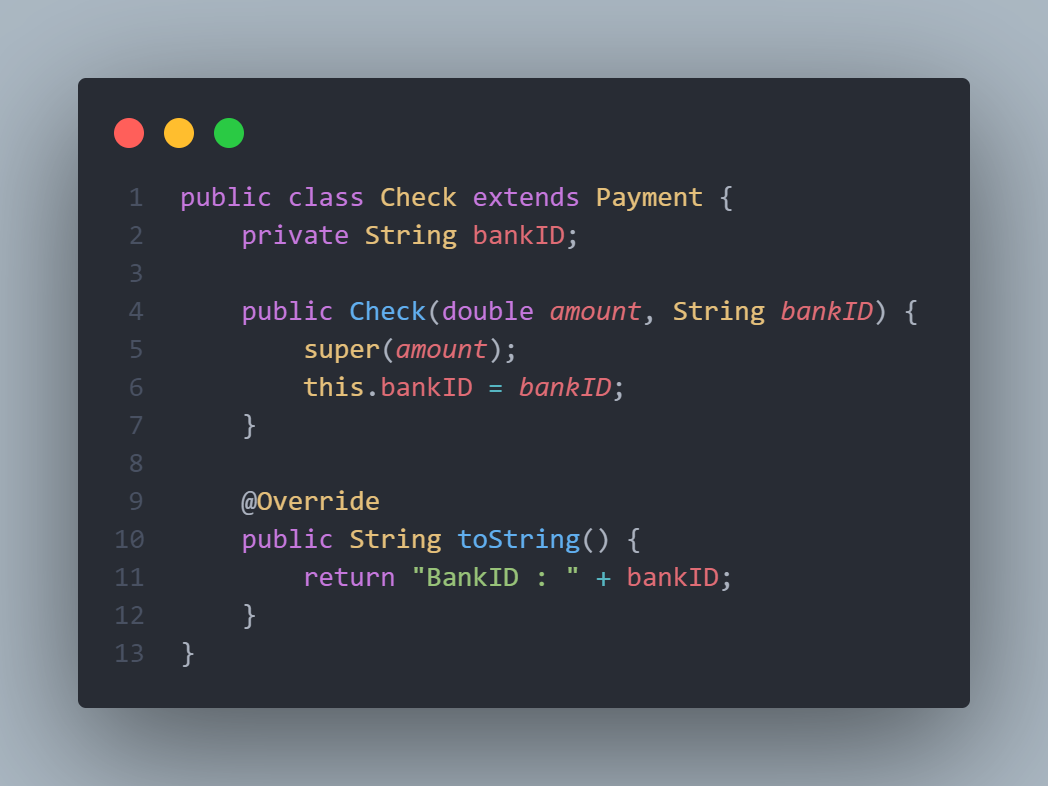 1 public class Check extends Payment {
2     private String bankID;
3
4     public Check(double amount, String bankID) {
5         super(amount);
6         this.bankID = bankID;
7     }
8
9     @Override
10     public String toString() {
11         return "BankID : " + bankID;
12     }
13 }